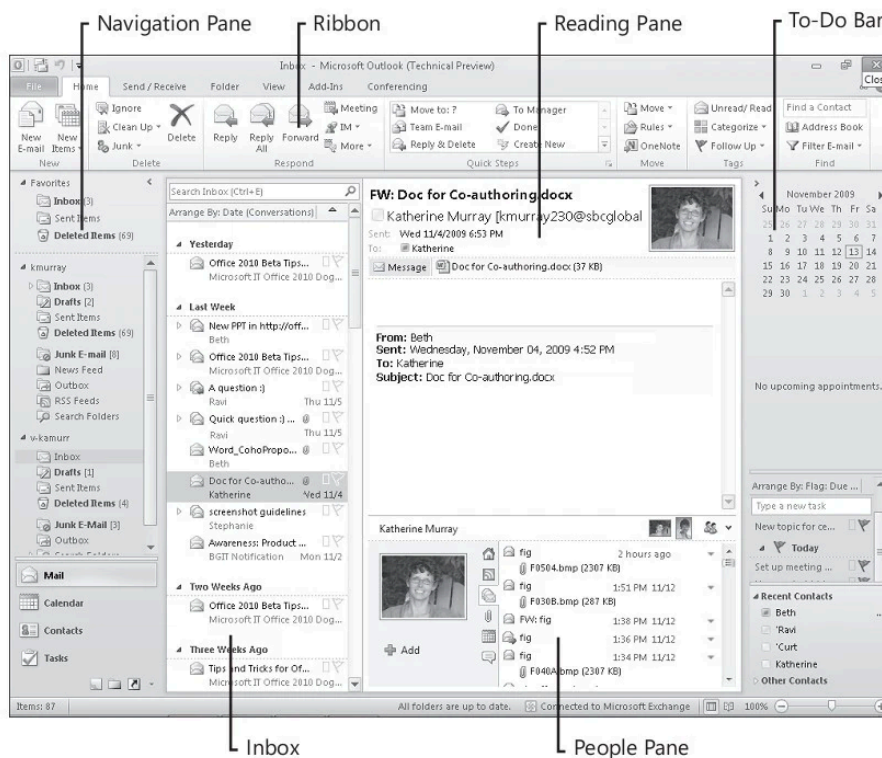 Navigation Pane
Ribbon
Reading Pane
To-Do Bar
Inbox - Microsoft Outlook (Technical Preview)
Clos
File Home Send / Receive Folder View Add-Ins Conferencing
New E-mail
New Items
New
Ignore
Clean Up
Junk
Delete
Delete
Reply
Reply All
Forward
Meeting
IM
More
Respond
Move to: ?
Team E-mail
Reply & Delete
To Manager
Done
Create New
Quick Steps
Move
Rules
OneNote
Move
Unread/ Read
Categorize
Follow Up
Tags
Find a Contact
Address Book
Filter E-mail
Find
Favorites
Inbox (3)
Sent Items
Deleted Items (69)
kmurray
Inbox (3)
Drafts [2]
Sent Items
Deleted Items (69)
Junk E-mail [8]
News Feed
Outbox
RSS Feeds
Search Folders
v-kamurr
Inbox
Drafts [1]
Sent Items
Deleted Items (4)
Junk E-Mail [3]
Outbox
Mail
Calendar
Contacts
Tasks
Search Inbox (Ctrl+E)
Arrange By: Date (Conversations)
Yesterday
Office 2010 Beta Tips...
Microsoft IT Office 2010 Dog...
Last Week
New PPT in http://off...
Beth
Office 2010 Beta Tips...
Microsoft IT Office 2010 Dog...
A question :)
Ravi Thu 11/5
Quick question :) ...
Ravi Thu 11/5
Word_CohoPropo...
Beth
Doc for Co-autho...
Katherine Wed 11/4
screenshot guidelines
Stephanie
Awareness: Product ...
BGIT Notification Mon 11/2
Two Weeks Ago
Office 2010 Beta Tips...
Microsoft IT Office 2010 Dog...
Three Weeks Ago
Tips and Tricks for Of...
Microsoft IT Office 2010 Dog...
FW: Doc for Co-authoring.docx
Katherine Murray [kmurray230@sbcglobal
Sent: Wed 11/4/2009 6:53 PM
To: Katherine
Message Doc for Co-authoring.docx (37 KB)
From: Beth
Sent: Wednesday, November 04, 2009 4:52 PM
To: Katherine
Subject: Doc for Co-authoring.docx
Katherine Murray
Add
fig 2 hours ago
F0504.bmp (2307 KB)
fig 1:51 PM 11/12
F030B.bmp (287 KB)
FW: fig 1:38 PM 11/12
fig 1:36 PM 11/12
fig 1:34 PM 11/12
F040A.bmp (2307 KB)
November 2009
Su Mo Tu We Th Fr Sa
25 26 27 28 29 30 31
1 2 3 4 5 6 7
8 9 10 11 12 13 14
15 16 17 18 19 20 21
22 23 24 25 26 27 28
29 30 1 2 3 4 5
No upcoming appointments.
Arrange By: Flag: Due ...
Type a new task
New topic for ce...
Today
Set up meeting ...
Recent Contacts
Beth
'Ravi
'Curt
Katherine
Other Contacts
Items: 87
All folders are up to date. Connected to Microsoft Exchange 100%
Inbox
People Pane